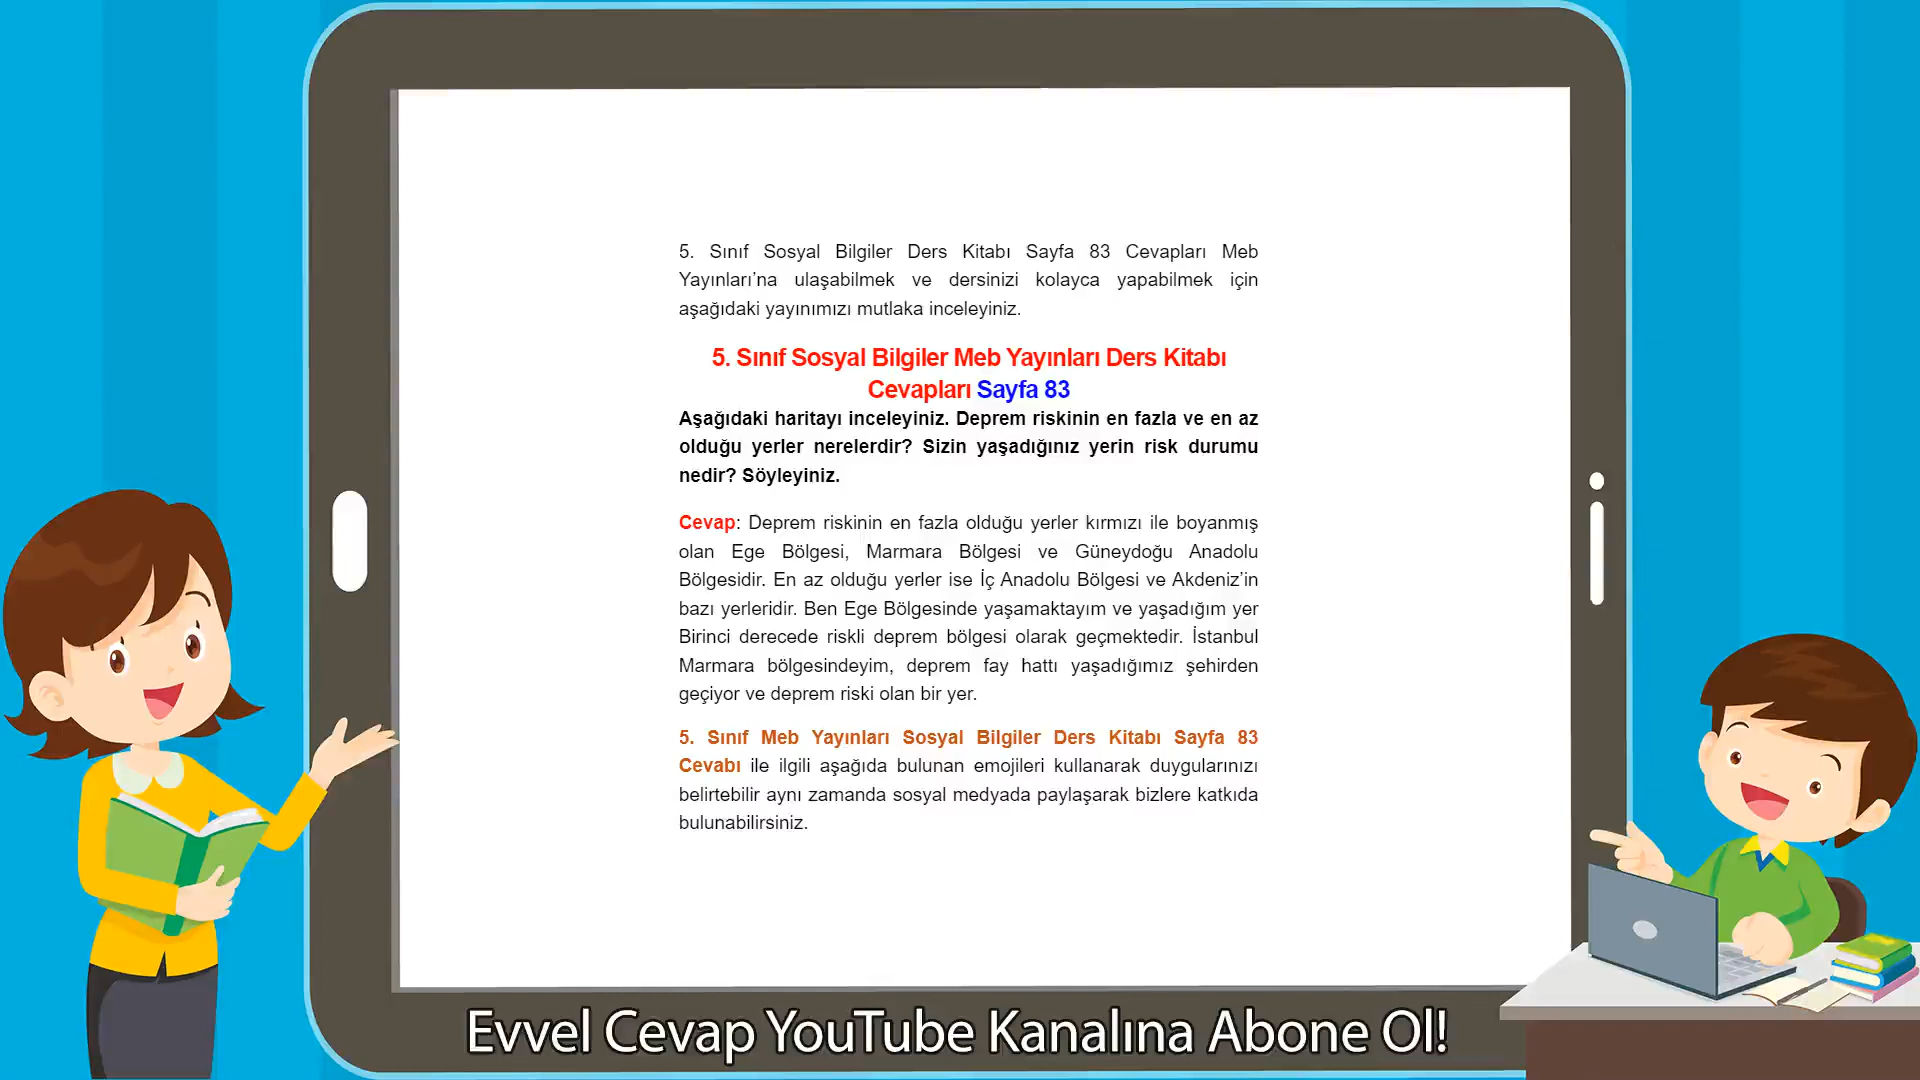 5. Sınıf Sosyal Bilgiler Ders Kitabı Sayfa 83 Cevapları Meb
Yayınları’na ulaşabilmek ve dersinizi kolayca yapabilmek için
aşağıdaki yayınımızı mutlaka inceleyiniz.
5. Sınıf Sosyal Bilgiler Meb Yayınları Ders Kitabı
Cevapları Sayfa 83
Aşağıdaki haritayı inceleyiniz. Deprem riskinin en fazla ve en az
olduğu yerler nerelerdir? Sizin yaşadığınız yerin risk durumu
nedir? Söyleyiniz.
Cevap: Deprem riskinin en fazla olduğu yerler kırmızı ile boyanmış
olan Ege Bölgesi, Marmara Bölgesi ve Güneydoğu Anadolu
Bölgesidir. En az olduğu yerler ise İç Anadolu Bölgesi ve Akdeniz’in
bazı yerleridir. Ben Ege Bölgesinde yaşamaktayım ve yaşadığım yer
Birinci derecede riskli deprem bölgesi olarak geçmektedir. İstanbul
Marmara bölgesindeyim, deprem fay hattı yaşadığımız şehirden
geçiyor ve deprem riski olan bir yer.
5. Sınıf Meb Yayınları Sosyal Bilgiler Ders Kitabı Sayfa 83
Cevabı ile ilgili aşağıda bulunan emojileri kullanarak duygularınızı
belirtebilir aynı zamanda sosyal medyada paylaşarak bizlere katkıda
bulunabilirsiniz.
Evvel Cevap YouTube Kanalına Abone Ol!